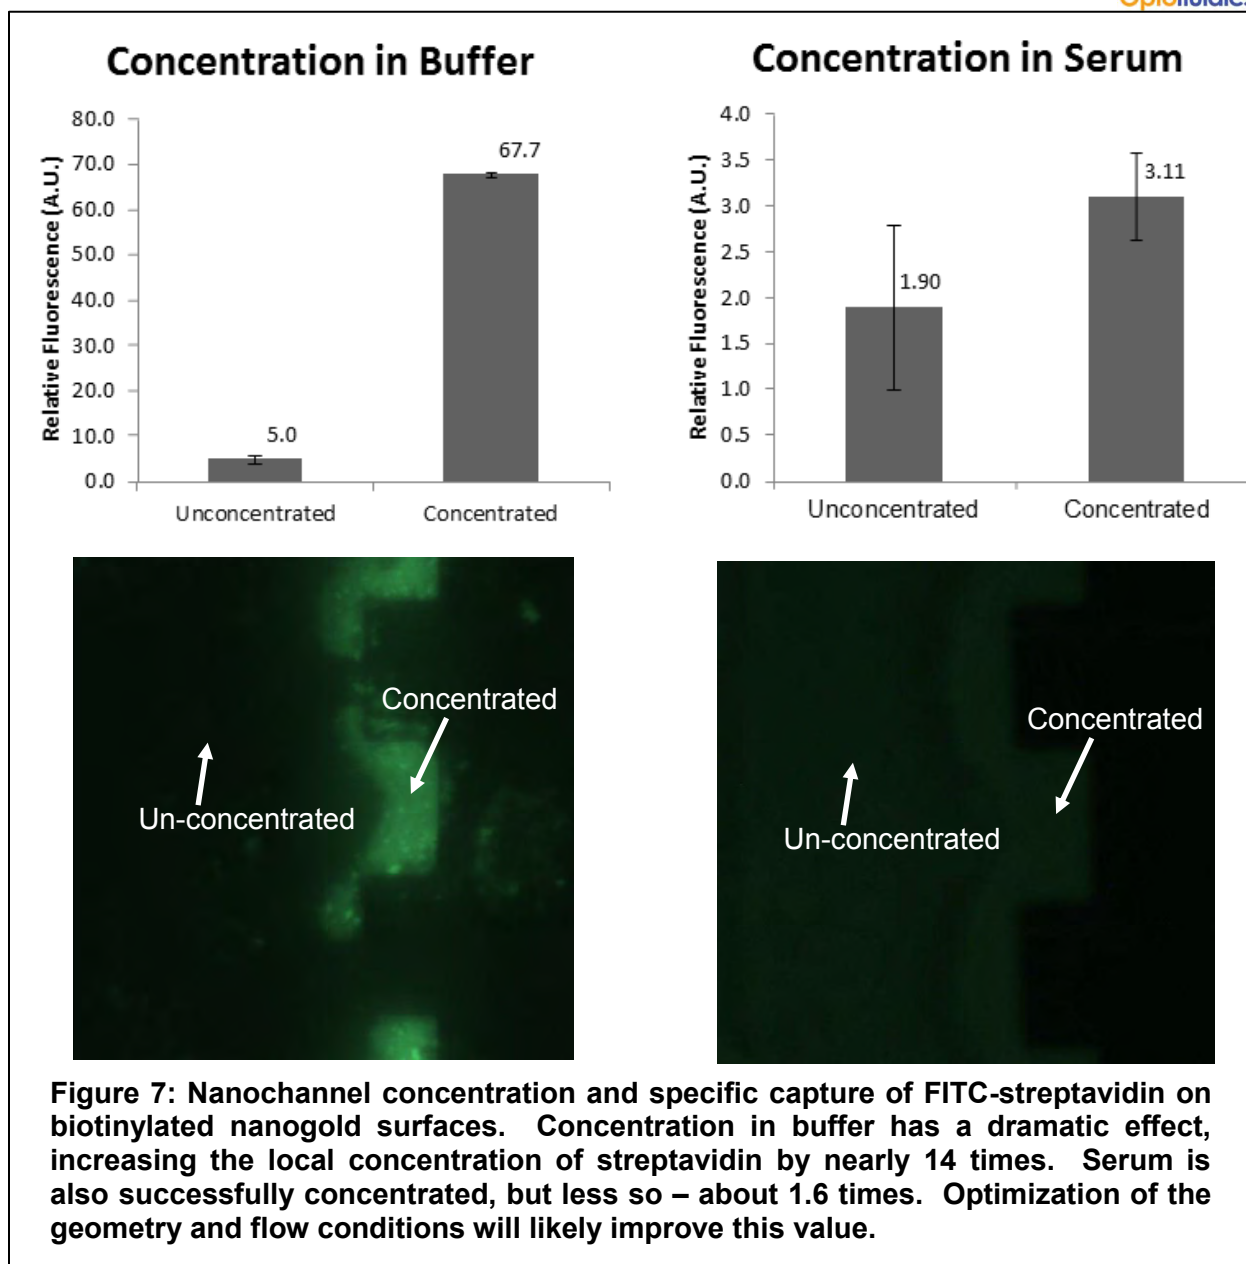 Optofluidics
Concentration in Buffer
Relative Fluorescence (A.U.)
80.0
70.0
60.0
50.0
40.0
30.0
20.0
10.0
0.0
5.0
67.7
Unconcentrated
Concentrated
Concentration in Serum
Relative Fluorescence (A.U.)
4.0
3.5
3.0
2.5
2.0
1.5
1.0
0.5
0.0
1.90
3.11
Unconcentrated
Concentrated
Concentrated
Un-concentrated
Concentrated
Un-concentrated
Figure 7: Nanochannel concentration and specific capture of FITC-streptavidin on
biotinylated nanogold surfaces. Concentration in buffer has a dramatic effect,
increasing the local concentration of streptavidin by nearly 14 times. Serum is
also successfully concentrated, but less so – about 1.6 times. Optimization of the
geometry and flow conditions will likely improve this value.